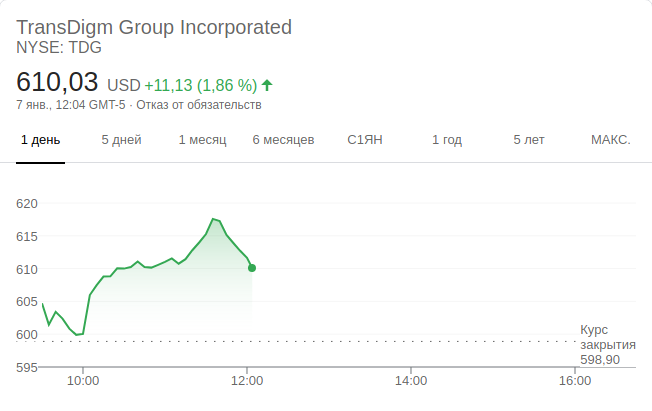 TransDigm Group Incorporated
NYSE: TDG
610,03 USD +11,13 (1,86 %)
7 янв., 12:04 GMT-5 · Отказ от обязательств
1 день 5 дней 1 месяц 6 месяцев С1ЯН 1 год 5 лет МАКС.
620
615
610
605
600
595
Курс
закрытия
598,90
10:00 12:00 14:00 16:00